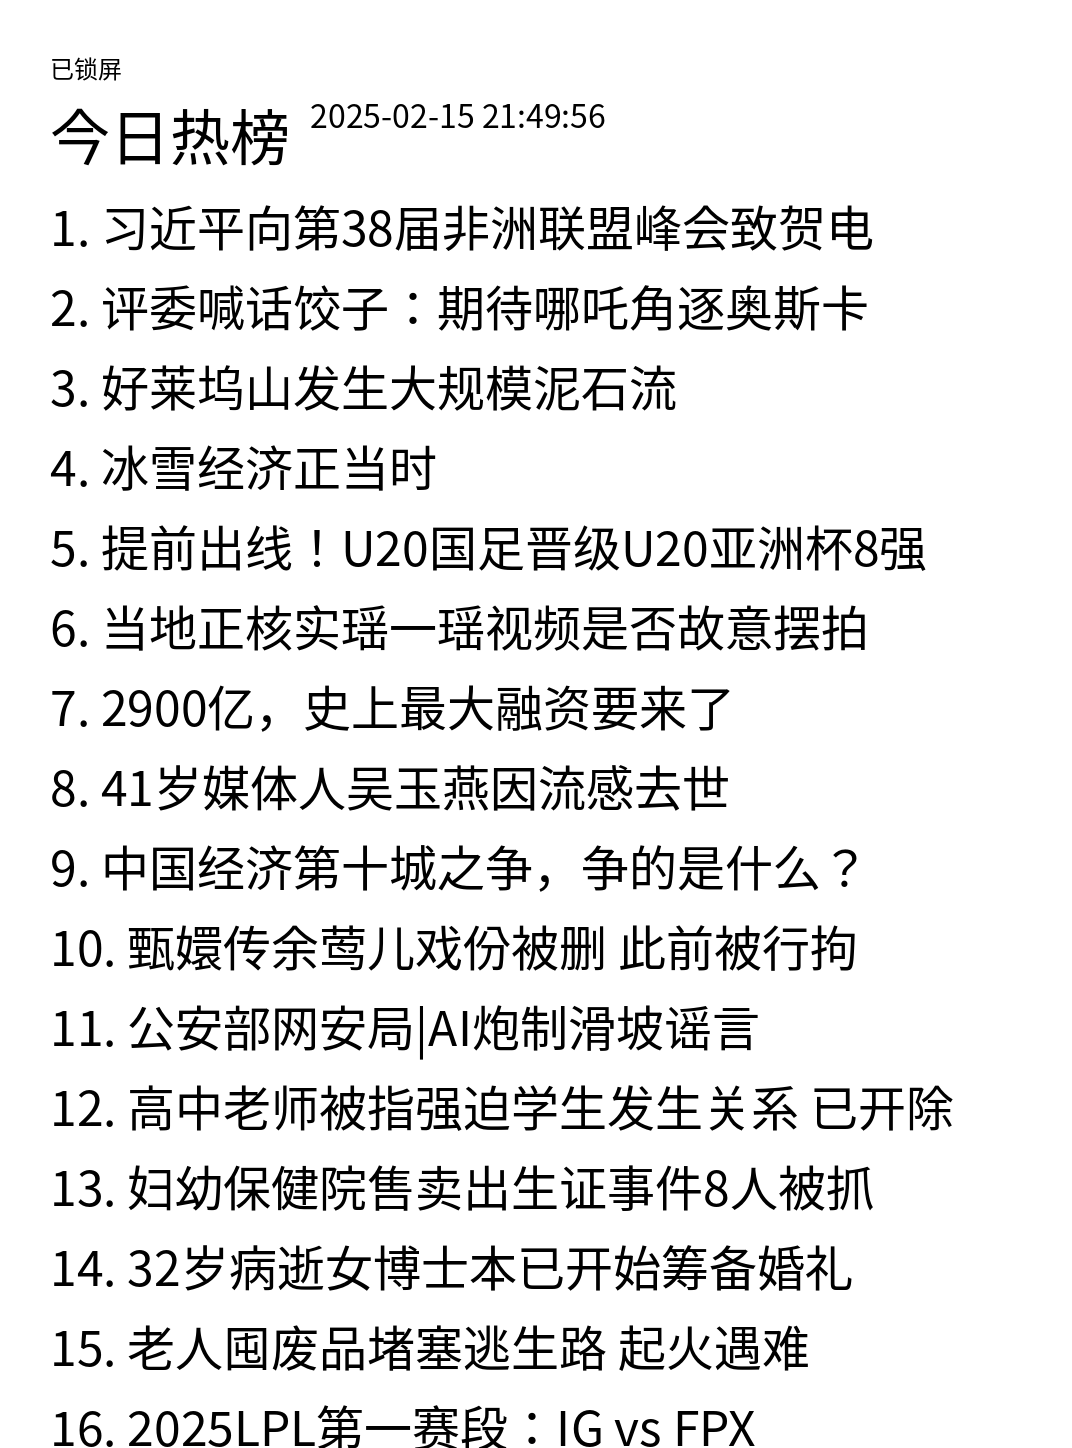 已锁屏
今日热榜 2025-02-15 21:49:56
1. 习近平向第38届非洲联盟峰会致贺电
2. 评委喊话饺子：期待哪吒角逐奥斯卡
3. 好莱坞山发生大规模泥石流
4. 冰雪经济正当时
5. 提前出线！U20国足晋级U20亚洲杯8强
6. 当地正核实瑶一瑶视频是否故意摆拍
7. 2900亿，史上最大融资要来了
8. 41岁媒体人吴玉燕因流感去世
9. 中国经济第十城之争，争的是什么？
10. 甄嬛传余莺儿戏份被删 此前被行拘
11. 公安部网安局|AI炮制滑坡谣言
12. 高中老师被指强迫学生发生关系 已开除
13. 妇幼保健院售卖出生证事件8人被抓
14. 32岁病逝女博士本已开始筹备婚礼
15. 老人囤废品堵塞逃生路 起火遇难
16. 2025LPL第一赛段：IG vs FPX